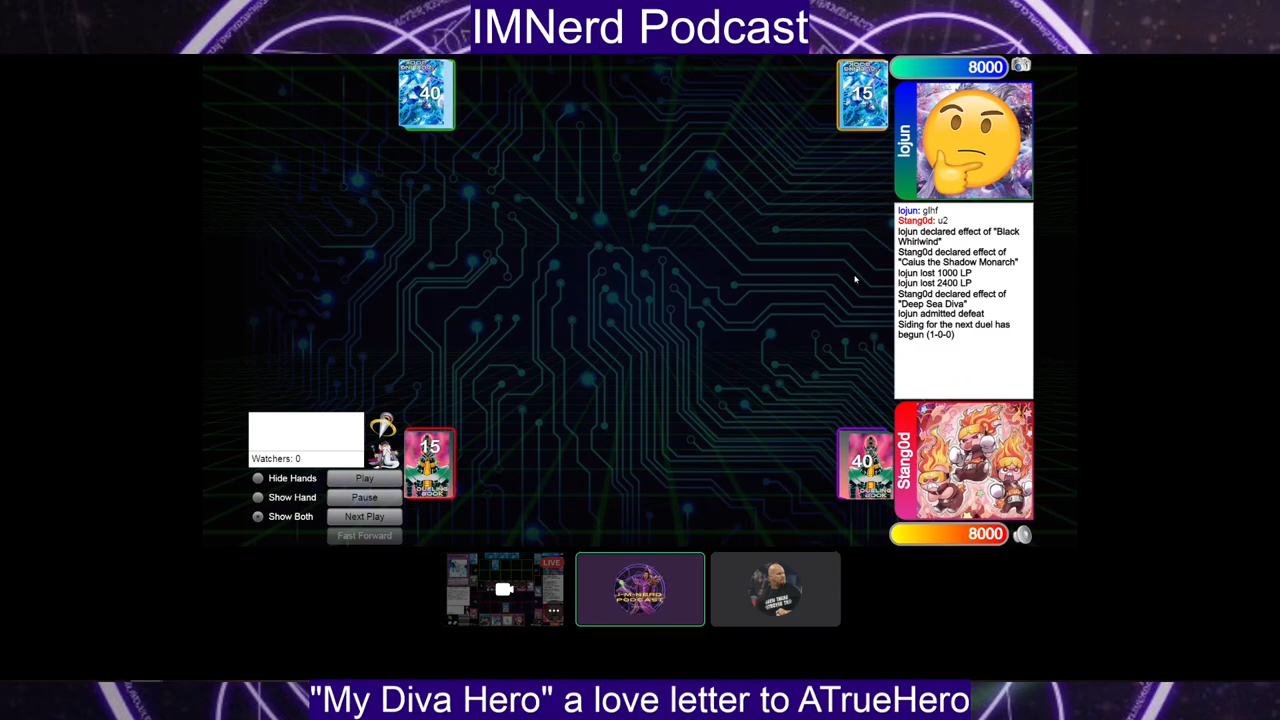 IMNerd Podcast
40
15
8000
lojun
lojun: glhf
Stang0d: u2
lojun declared effect of "Black
Whirlwind"
Stang0d declared effect of
"Caius the Shadow Monarch"
lojun lost 1000 LP
lojun lost 2400 LP
Stang0d declared effect of
"Deep Sea Diva"
lojun admitted defeat
Siding for the next duel has
begun (1-0-0)
Watchers: 0
Hide Hands
Play
Show Hand
Pause
Show Both
Next Play
Fast Forward
15
40
DUELING
BOOK
Stang0d
8000
LIVE
I-M-NERD
PODCAST
"My Diva Hero" a love letter to ATrueHero